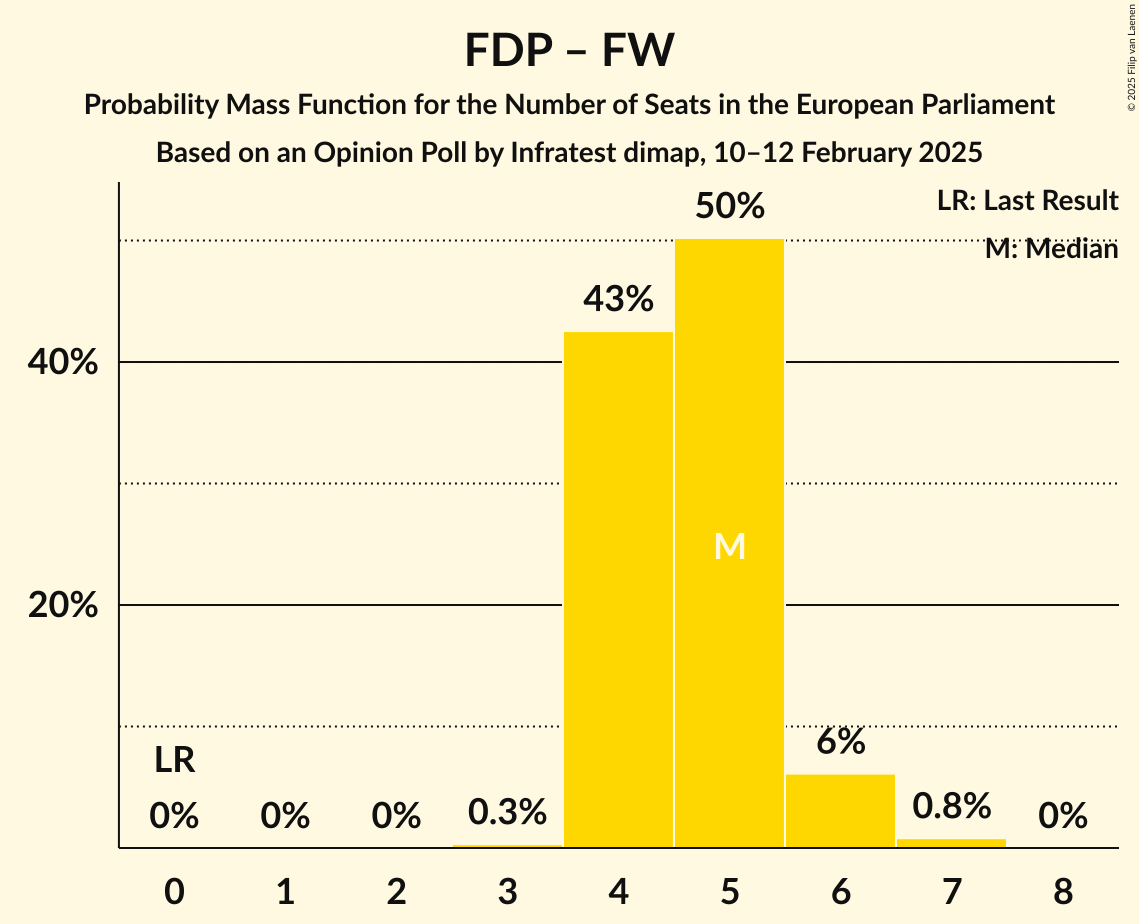 FDP – FW
Probability Mass Function for the Number of Seats in the European Parliament
Based on an Opinion Poll by Infratest dimap, 10–12 February 2025
© 2025 Filip van Laenen
LR: Last Result
M: Median
50%
43%
40%
M
20%
6%
LR
0%
0%
0%
0.3%
0.8%
0%
0
1
2
3
4
5
6
7
8